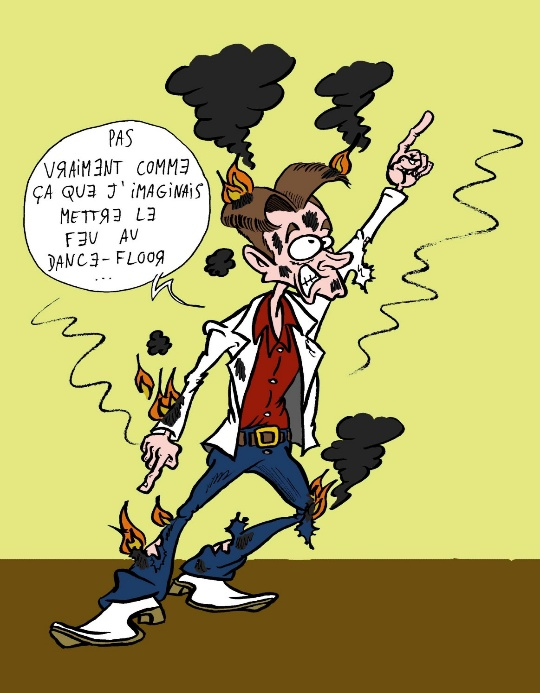 PAS
VRAIMENT COMME
ÇA QUE J'IMAGINAIS
METTRE LE
FEU AU
DANCE-FLOOR
...